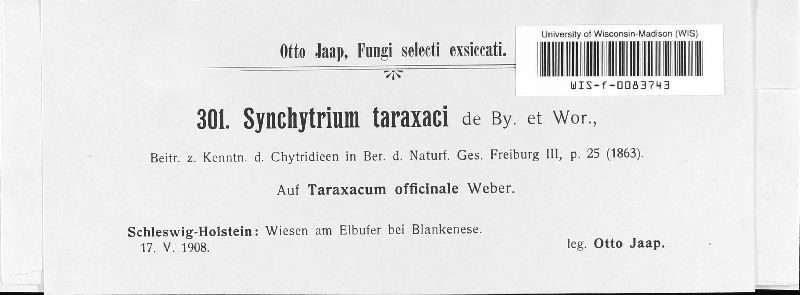 Otto Jaap, Fungi selecti exsiccati.
University of Wisconsin-Madison (WIS)
WIS-f-0083743
301. Synchytrium taraxaci de By. et Wor.,
Beitr. z. Kenntn. d. Chytridieen in Ber. d. Naturf. Ges. Freiburg III, p. 25 (1863).
Auf Taraxacum officinale Weber.
Schleswig-Holstein: Wiesen am Elbufer bei Blankenese.
17. V. 1908.
leg. Otto Jaap.